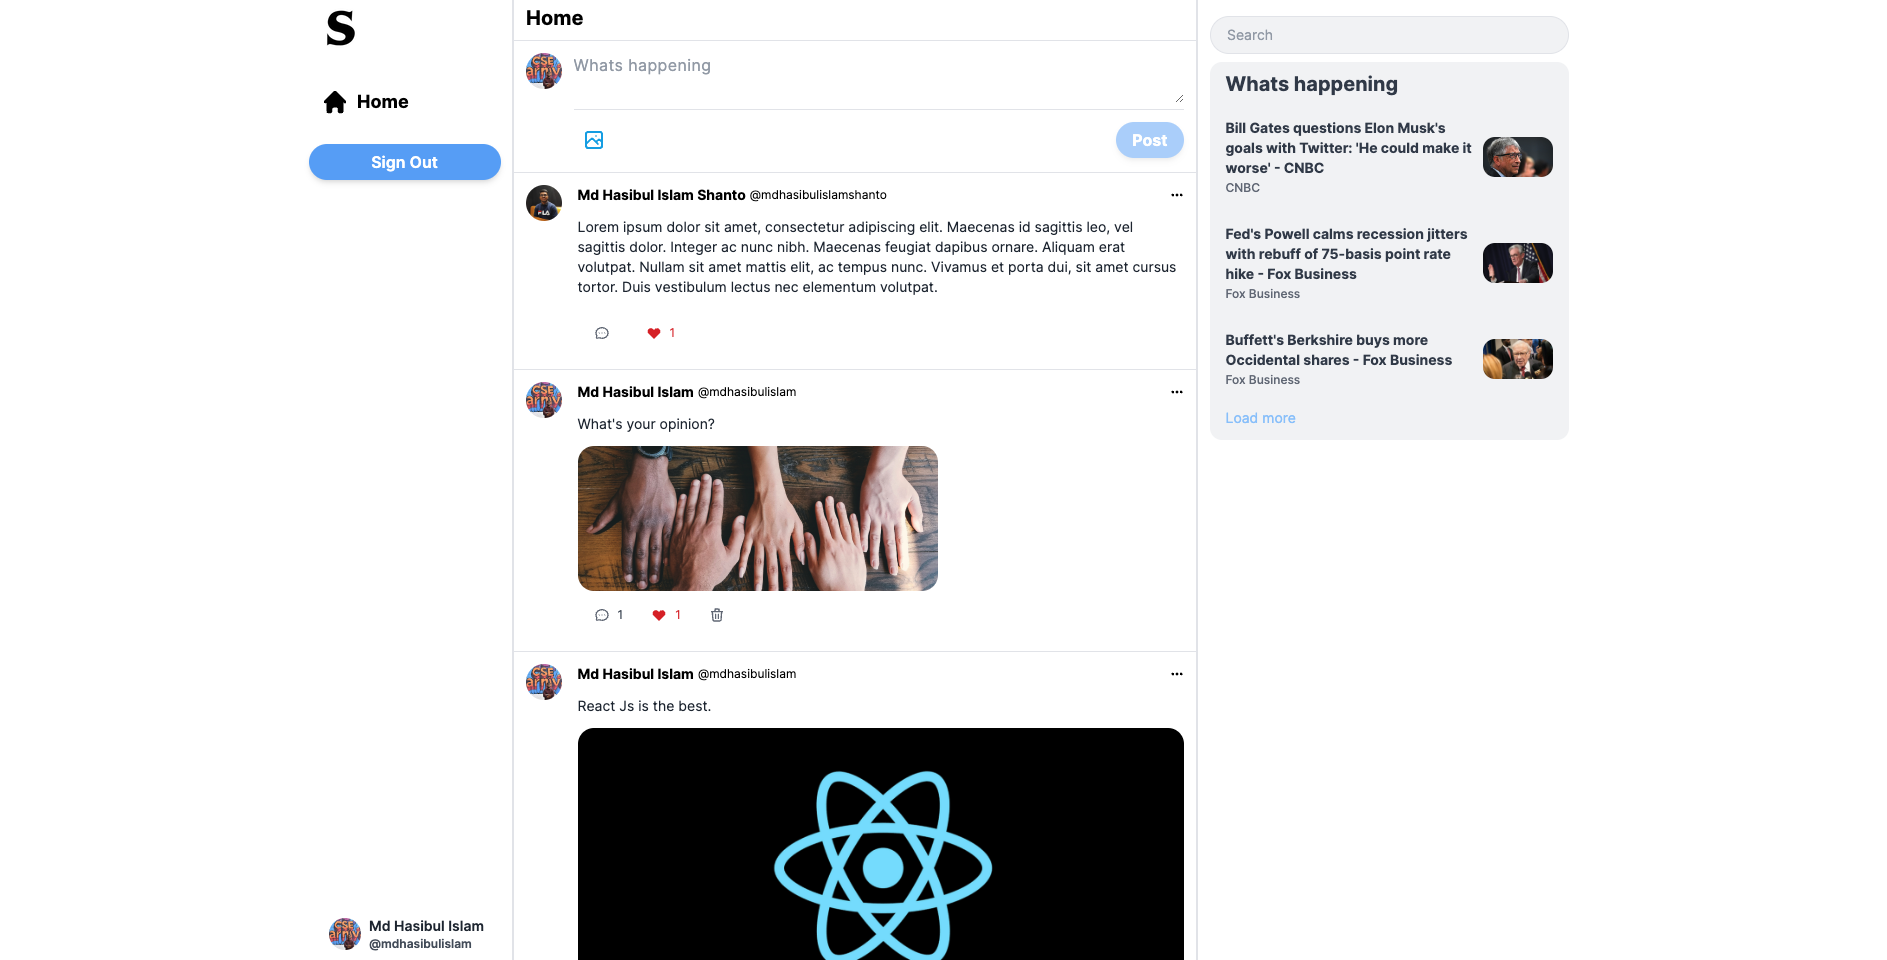 S
Home
Sign Out
Md Hasibul Islam
@mdhasibulislam
Home
Whats happening
Post
Md Hasibul Islam Shanto @mdhasibulislamshanto
Lorem ipsum dolor sit amet, consectetur adipiscing elit. Maecenas id sagittis leo, vel
sagittis dolor. Integer ac nunc nibh. Maecenas feugiat dapibus ornare. Aliquam erat
volutpat. Nullam sit amet mattis elit, ac tempus nunc. Vivamus et porta dui, sit amet cursus
tortor. Duis vestibulum lectus nec elementum volutpat.
1
Md Hasibul Islam @mdhasibulislam
What's your opinion?
1 1
Md Hasibul Islam @mdhasibulislam
React Js is the best.
Search
Whats happening
Bill Gates questions Elon Musk's
goals with Twitter: 'He could make it
worse' - CNBC
CNBC
Fed's Powell calms recession jitters
with rebuff of 75-basis point rate
hike - Fox Business
Fox Business
Buffett's Berkshire buys more
Occidental shares - Fox Business
Fox Business
Load more